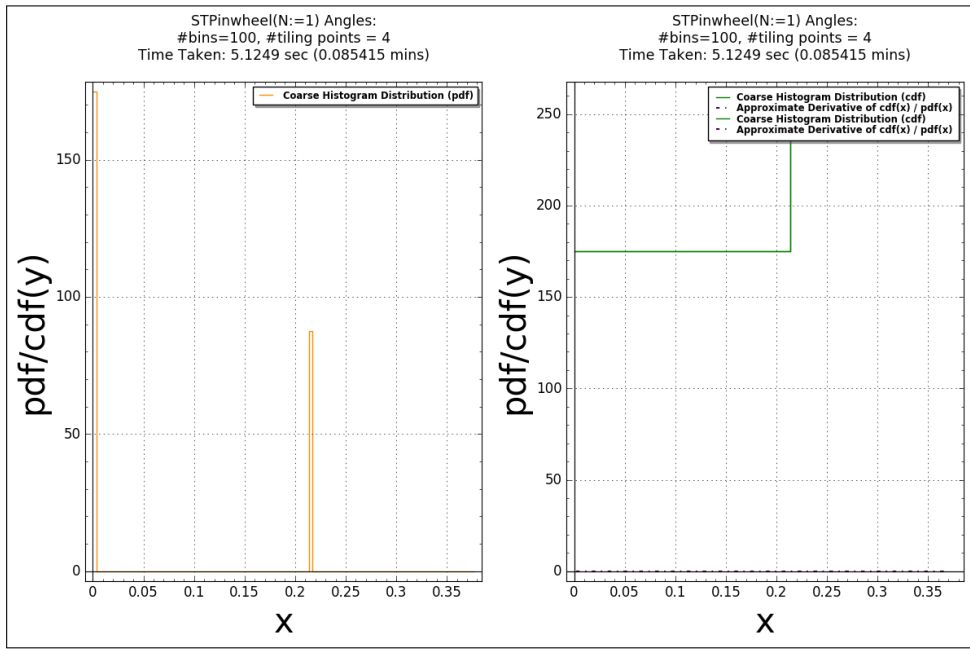 STPinwheel(N:=1) Angles:
#bins=100, #tiling points = 4
Time Taken: 5.1249 sec (0.085415 mins)
Coarse Histogram Distribution (pdf)
pdf/cdf(y)
150
100
50
0
0 0.05 0.1 0.15 0.2 0.25 0.3 0.35
x
STPinwheel(N:=1) Angles:
#bins=100, #tiling points = 4
Time Taken: 5.1249 sec (0.085415 mins)
Coarse Histogram Distribution (cdf)
Approximate Derivative of cdf(x) / pdf(x)
Coarse Histogram Distribution (cdf)
Approximate Derivative of cdf(x) / pdf(x)
pdf/cdf(y)
250
200
150
100
50
0
0 0.05 0.1 0.15 0.2 0.25 0.3 0.35
x